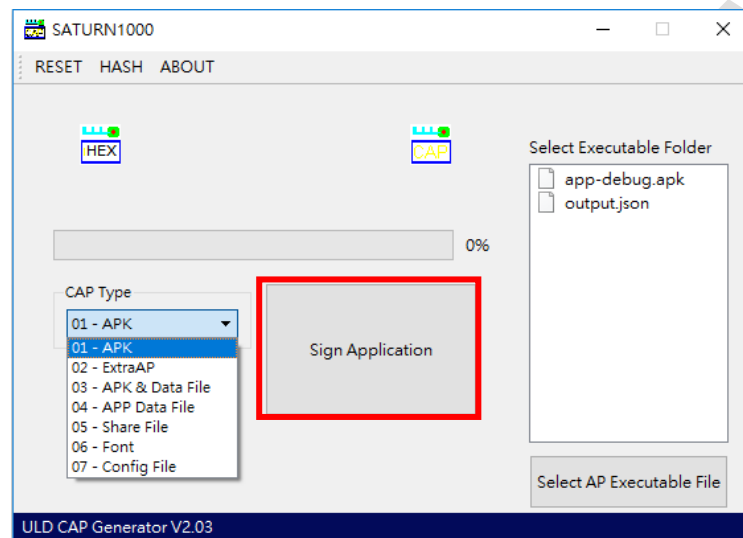 SATURN1000
RESET HASH ABOUT
HEX
CAP
Select Executable Folder
app-debug.apk
output.json
0%
CAP Type
01 - APK
01 - APK
02 - ExtraAP
03 - APK & Data File
04 - APP Data File
05 - Share File
06 - Font
07 - Config File
Sign Application
Select AP Executable File
ULD CAP Generator V2.03